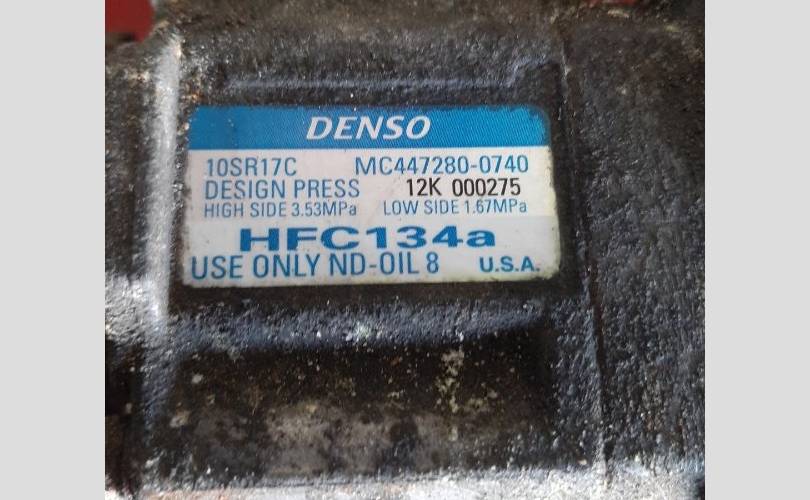 DENSO
10SR17C MC447280-0740
DESIGN PRESS 12K 000275
HIGH SIDE 3.53MPa LOW SIDE 1.67MPa
HFC134a
USE ONLY ND-OIL 8 U.S.A.